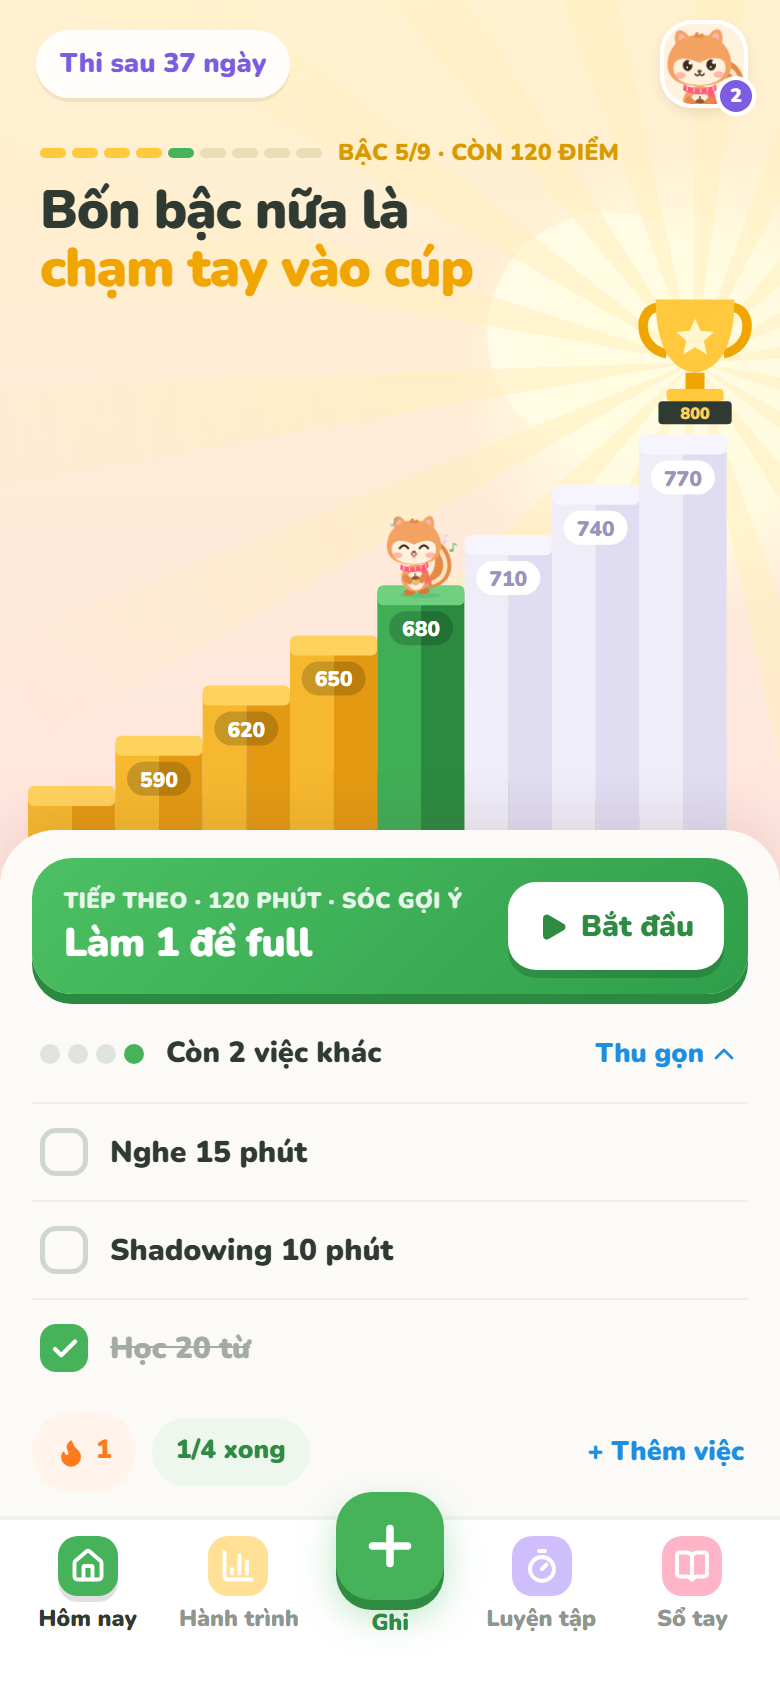 Thi sau 37 ngày
2
BẬC 5/9 · CÒN 120 ĐIỂM
Bốn bậc nữa là
chạm tay vào cúp
800
770
740
710
680
650
620
590
TIẾP THEO · 120 PHÚT · SÓC GỢI Ý
Làm 1 đề full
Bắt đầu
Còn 2 việc khác
Thu gọn
Nghe 15 phút
Shadowing 10 phút
Học 20 từ
1
1/4 xong
+ Thêm việc
Hôm nay
Hành trình
Ghi
Luyện tập
Sổ tay